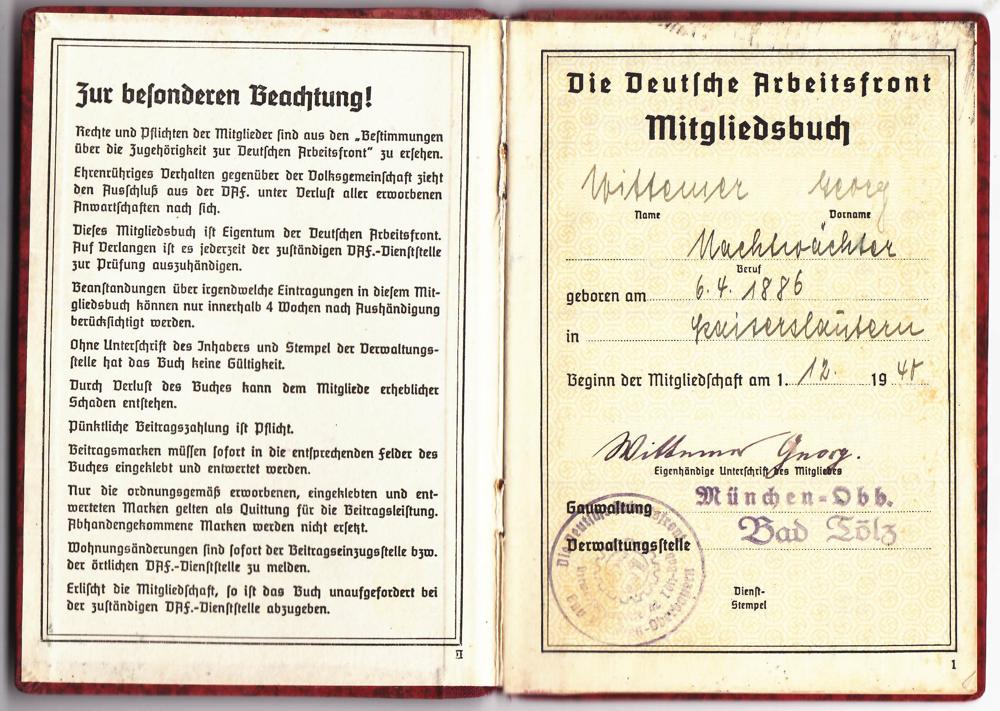 Zur besonderen Beachtung!
Rechte und Pflichten der Mitglieder sind aus den „Bestimmungen
über die Zugehörigkeit zur Deutschen Arbeitsfront“ zu ersehen.
Ehrenrühriges Verhalten gegenüber der Volksgemeinschaft zieht
den Ausschluß aus der DAF. unter Verlust aller erworbenen
Anwartschaften nach sich.
Dieses Mitgliedsbuch ist Eigentum der Deutschen Arbeitsfront.
Auf Verlangen ist es jederzeit der zuständigen DAF.-Dienststelle
zur Prüfung auszuhändigen.
Beanstandungen über irgendwelche Eintragungen in diesem Mit-
gliedsbuch können nur innerhalb 4 Wochen nach Aushändigung
berücksichtigt werden.
Ohne Unterschrift des Inhabers und Stempel der Verwaltungs-
stelle hat das Buch keine Gültigkeit.
Durch Verlust des Buches kann dem Mitgliede erheblicher
Schaden entstehen.
Pünktliche Beitragszahlung ist Pflicht.
Beitragsmarken müssen sofort in die entsprechenden Felder des
Buches eingeklebt und entwertet werden.
Nur die ordnungsgemäß erworbenen, eingeklebten und ent-
werteten Marken gelten als Quittung für die Beitragsleistung.
Abhandengekommene Marken werden nicht ersetzt.
Wohnungsänderungen sind sofort der Beitragseinzugsstelle bzw.
der örtlichen DAF.-Dienststelle zu melden.
Erlischt die Mitgliedschaft, so ist das Buch unaufgefordert bei
der zuständigen DAF.-Dienststelle abzugeben.
Die Deutsche Arbeitsfront
Mitgliedsbuch
Wittemer Georg
Name Vorname
Nachtwächter
Beruf
geboren am 6. 4. 1886
in Kaiserslautern
Beginn der Mitgliedschaft am 1. 12. 19 40
Wittemer Georg.
Eigenhändige Unterschrift des Mitgliedes
Gauwaltung München-Obb.
Verwaltungsstelle Bad Tölz
Dienst-
Stempel
1